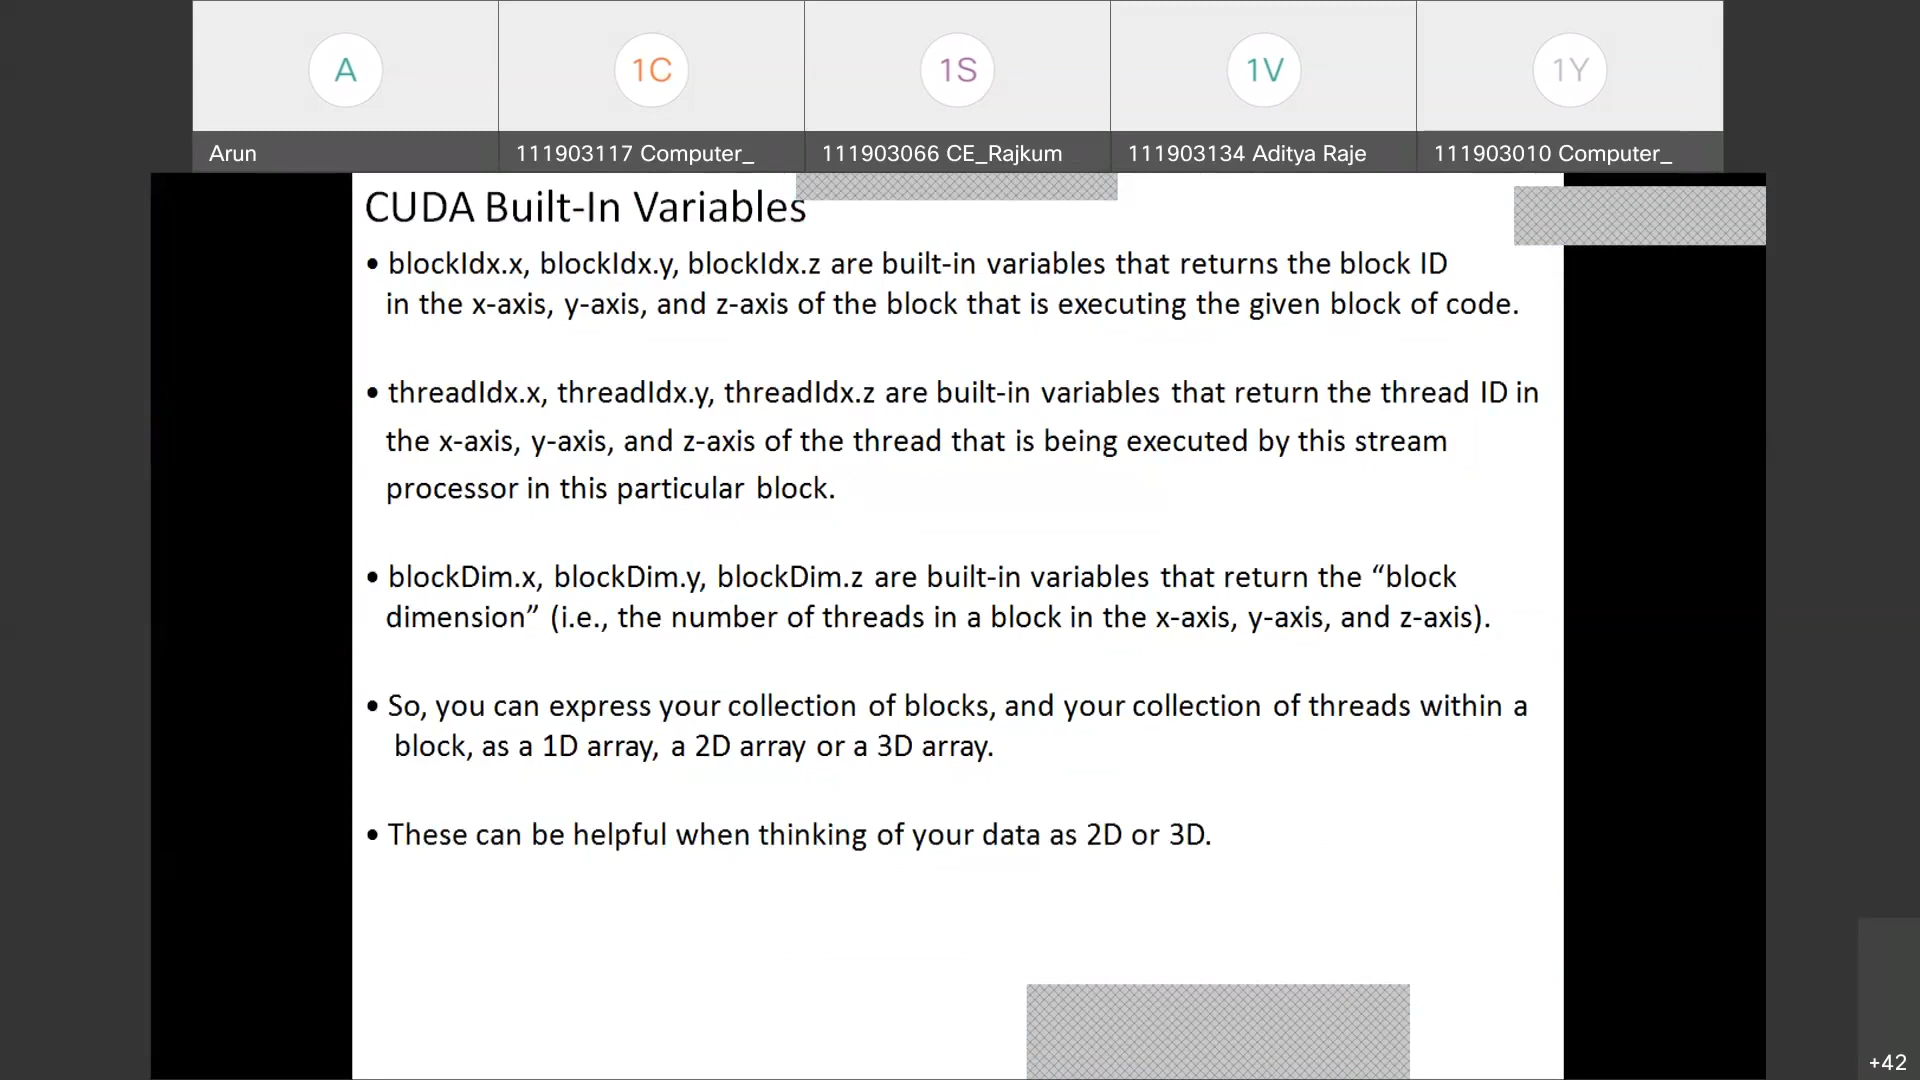 A
1C
1S
1V
1Y
Arun
111903117 Computer_
111903066 CE_Rajkum
111903134 Aditya Raje
111903010 Computer_
CUDA Built-In Variables
• blockIdx.x, blockIdx.y, blockIdx.z are built-in variables that returns the block ID
in the x-axis, y-axis, and z-axis of the block that is executing the given block of code.
• threadIdx.x, threadIdx.y, threadIdx.z are built-in variables that return the thread ID in
the x-axis, y-axis, and z-axis of the thread that is being executed by this stream
processor in this particular block.
• blockDim.x, blockDim.y, blockDim.z are built-in variables that return the “block
dimension” (i.e., the number of threads in a block in the x-axis, y-axis, and z-axis).
• So, you can express your collection of blocks, and your collection of threads within a
block, as a 1D array, a 2D array or a 3D array.
• These can be helpful when thinking of your data as 2D or 3D.
+42